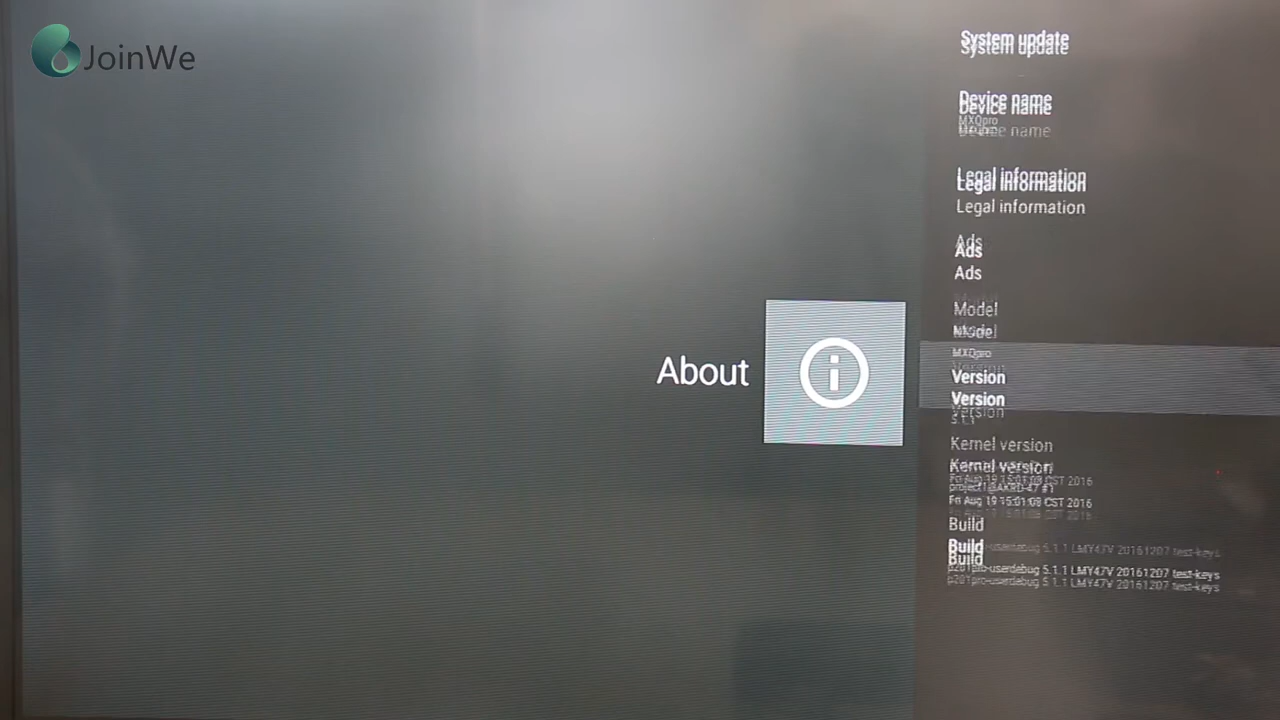 JoinWe
System update
Device name
MXQpro
Legal information
Ads
Model
MXQpro
About
Version
5.1.1
Kernel version
Fri Aug 19 15:01:08 CST 2016
Build
p201pro-userdebug 5.1.1 LMY47V 20161207 test-keys